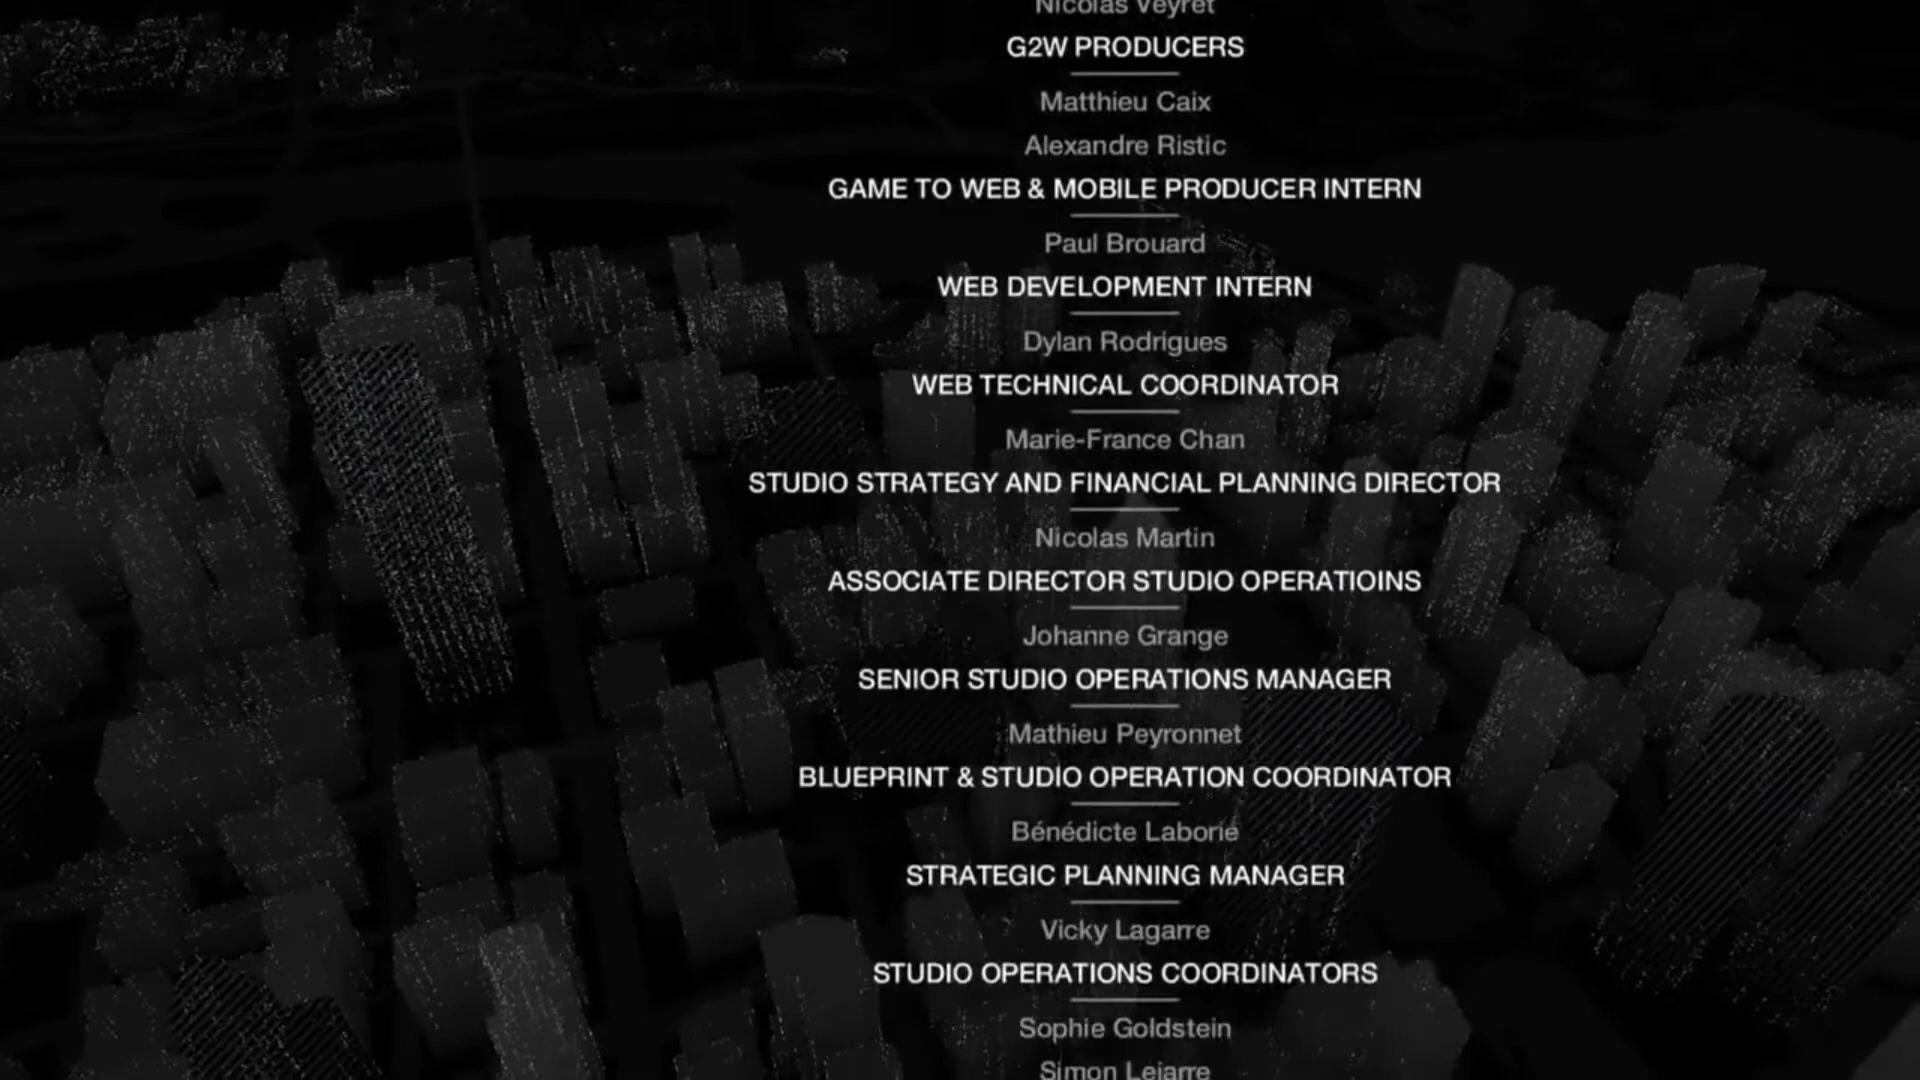 Nicolas Veyret
G2W PRODUCERS
Matthieu Caix
Alexandre Ristic
GAME TO WEB & MOBILE PRODUCER INTERN
Paul Brouard
WEB DEVELOPMENT INTERN
Dylan Rodrigues
WEB TECHNICAL COORDINATOR
Marie-France Chan
STUDIO STRATEGY AND FINANCIAL PLANNING DIRECTOR
Nicolas Martin
ASSOCIATE DIRECTOR STUDIO OPERATIOINS
Johanne Grange
SENIOR STUDIO OPERATIONS MANAGER
Mathieu Peyronnet
BLUEPRINT & STUDIO OPERATION COORDINATOR
Bénédicte Laborie
STRATEGIC PLANNING MANAGER
Vicky Lagarre
STUDIO OPERATIONS COORDINATORS
Sophie Goldstein
Simon Lejarre